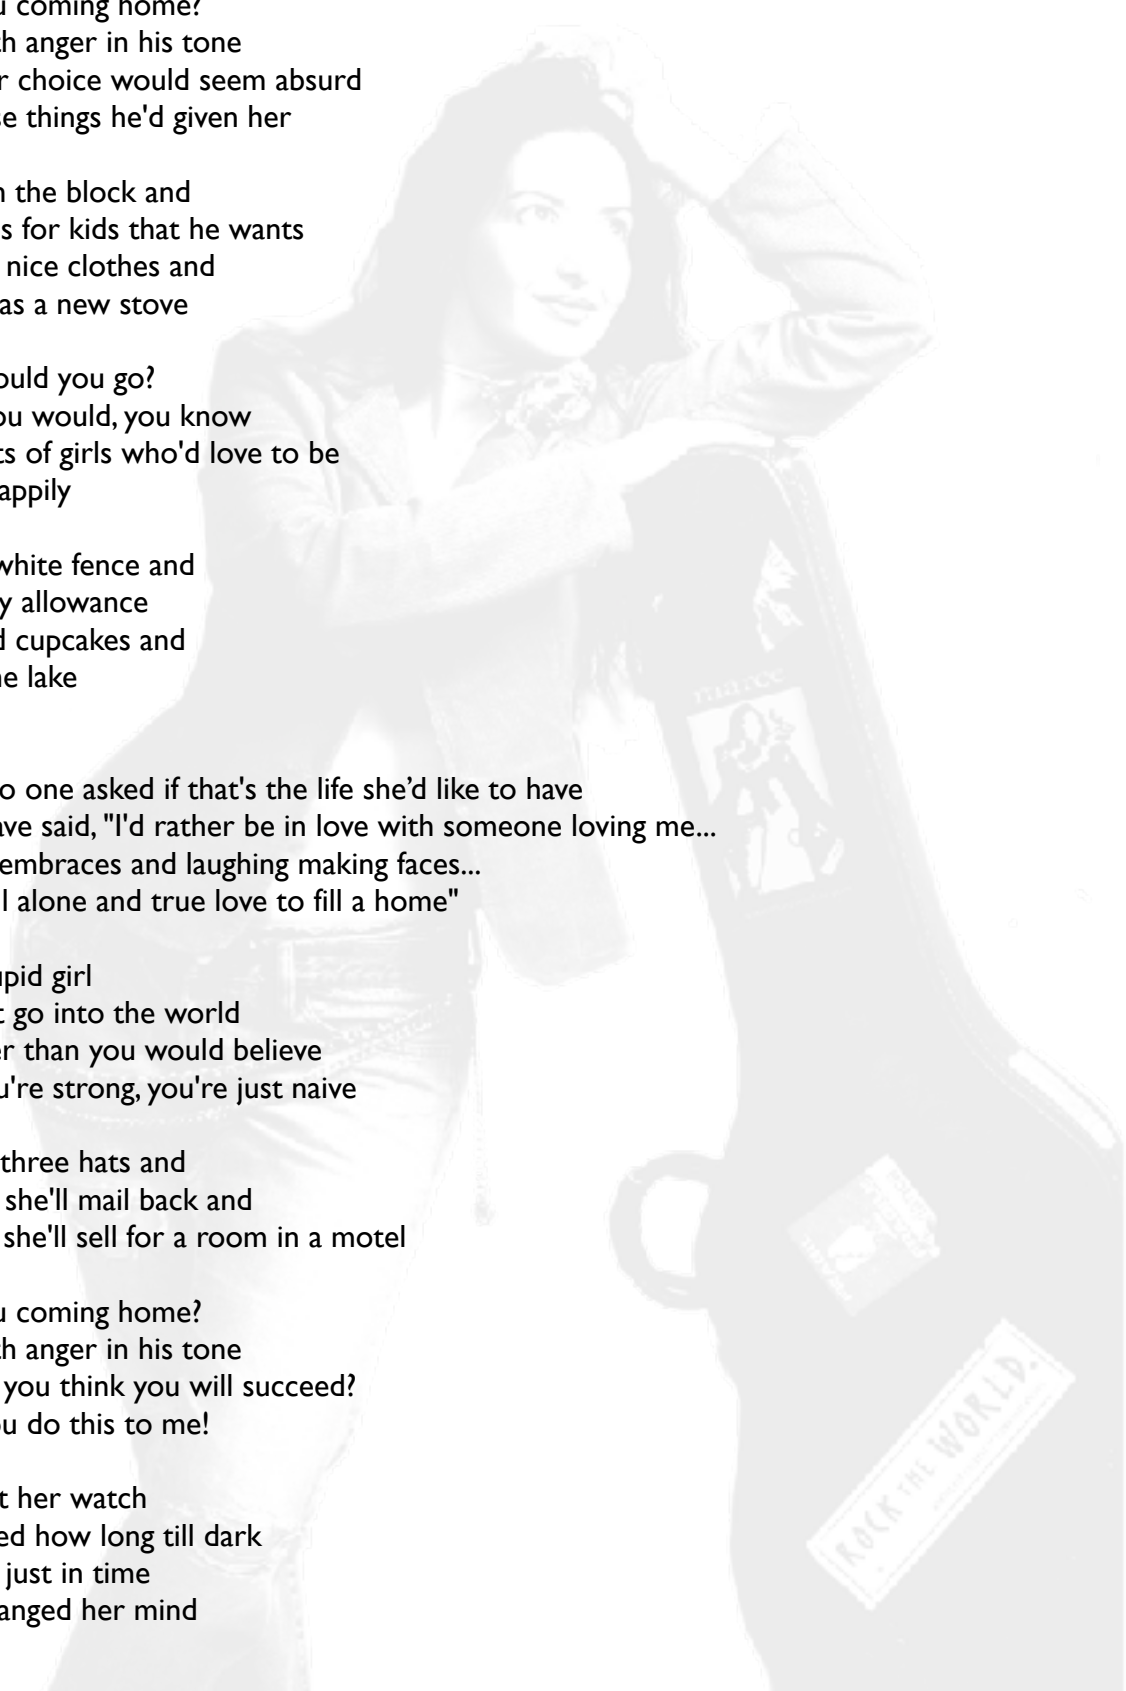 coming home?
anger in his tone
choice would seem absurd
things he'd given her
the block and
for kids that he wants
nice clothes and
as a new stove
you go?
would, you know
of girls who'd love to be
white fence and
allowance
cupcakes and
lake
one asked if that's the life she’d like to have
said, "I'd rather be in love with someone loving me...
embraces and laughing making faces...
alone and true love to fill a home"
girl
go into the world
than you would believe
you're strong, you're just naive
three hats and
she'll mail back and
she'll sell for a room in a motel
coming home?
anger in his tone
you think you will succeed?
do this to me!
her watch
how long till dark
just in time
her mind
maree
ROCK THE WORLD.